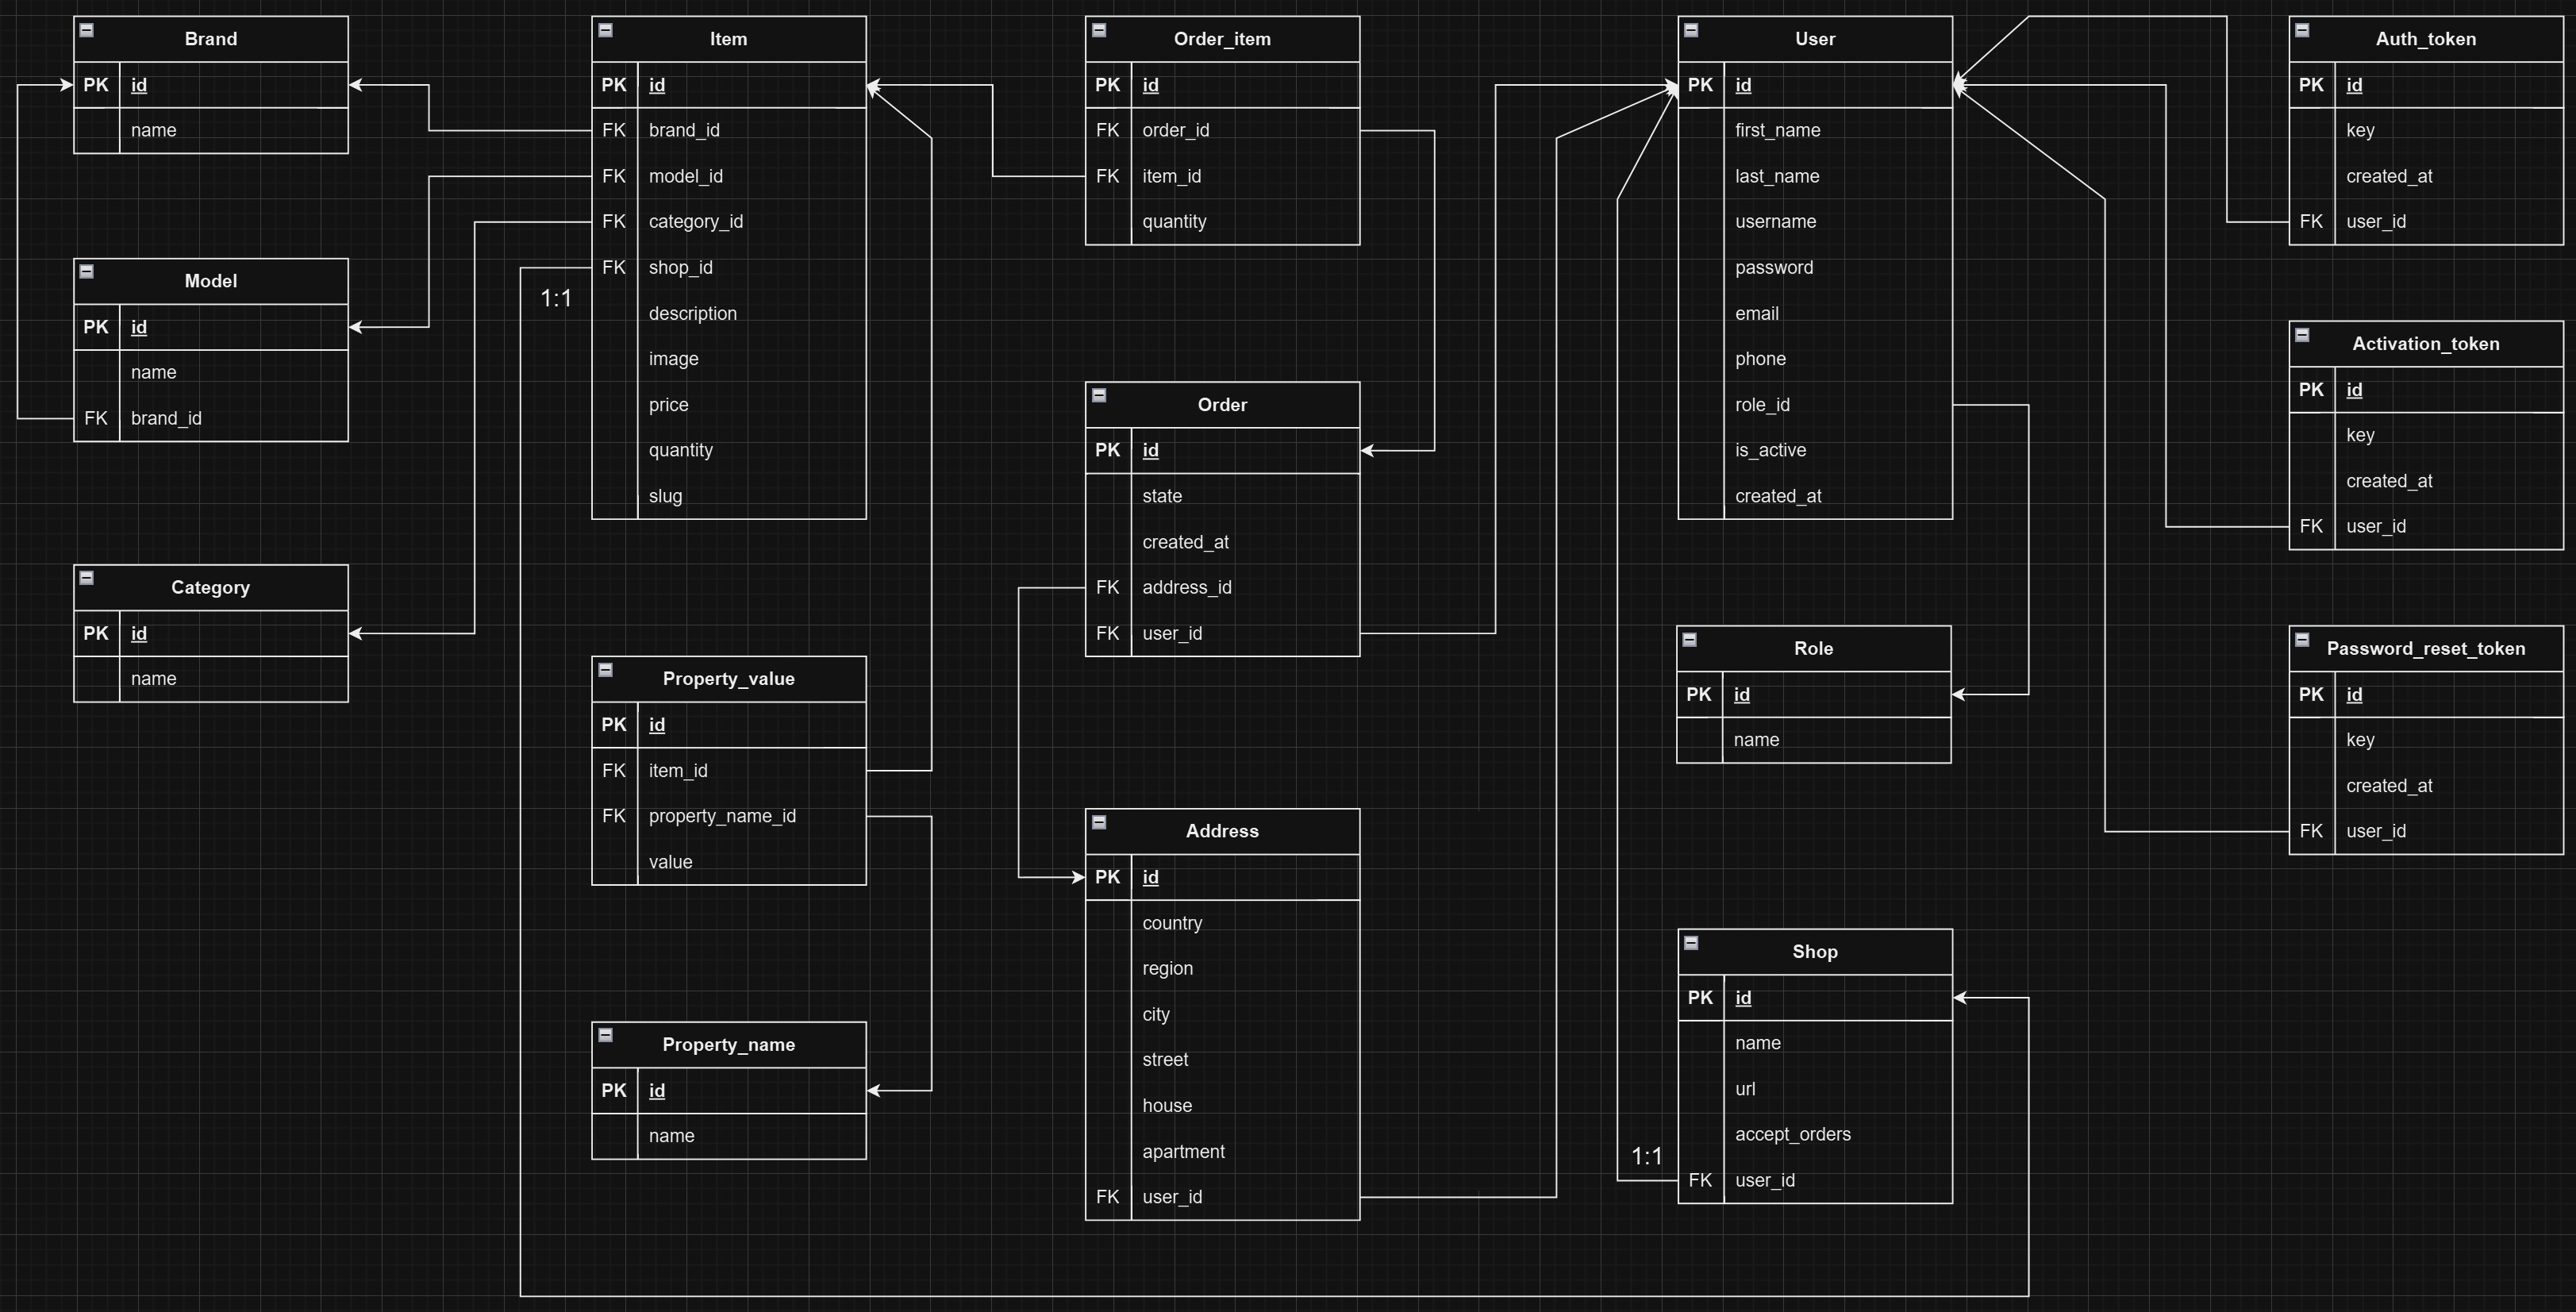 Brand
PK id
name
Model
PK id
name
FK brand_id
Category
PK id
name
Item
PK id
FK brand_id
FK model_id
FK category_id
FK shop_id
1:1
description
image
price
quantity
slug
Property_value
PK id
FK item_id
FK property_name_id
value
Property_name
PK id
name
Order_item
PK id
FK order_id
FK item_id
quantity
Order
PK id
state
created_at
FK address_id
FK user_id
Address
PK id
country
region
city
street
house
apartment
FK user_id
User
PK id
first_name
last_name
username
password
email
phone
role_id
is_active
created_at
Role
PK id
name
Shop
PK id
name
url
accept_orders
1:1
FK user_id
Auth_token
PK id
key
created_at
FK user_id
Activation_token
PK id
key
created_at
FK user_id
Password_reset_token
PK id
key
created_at
FK user_id